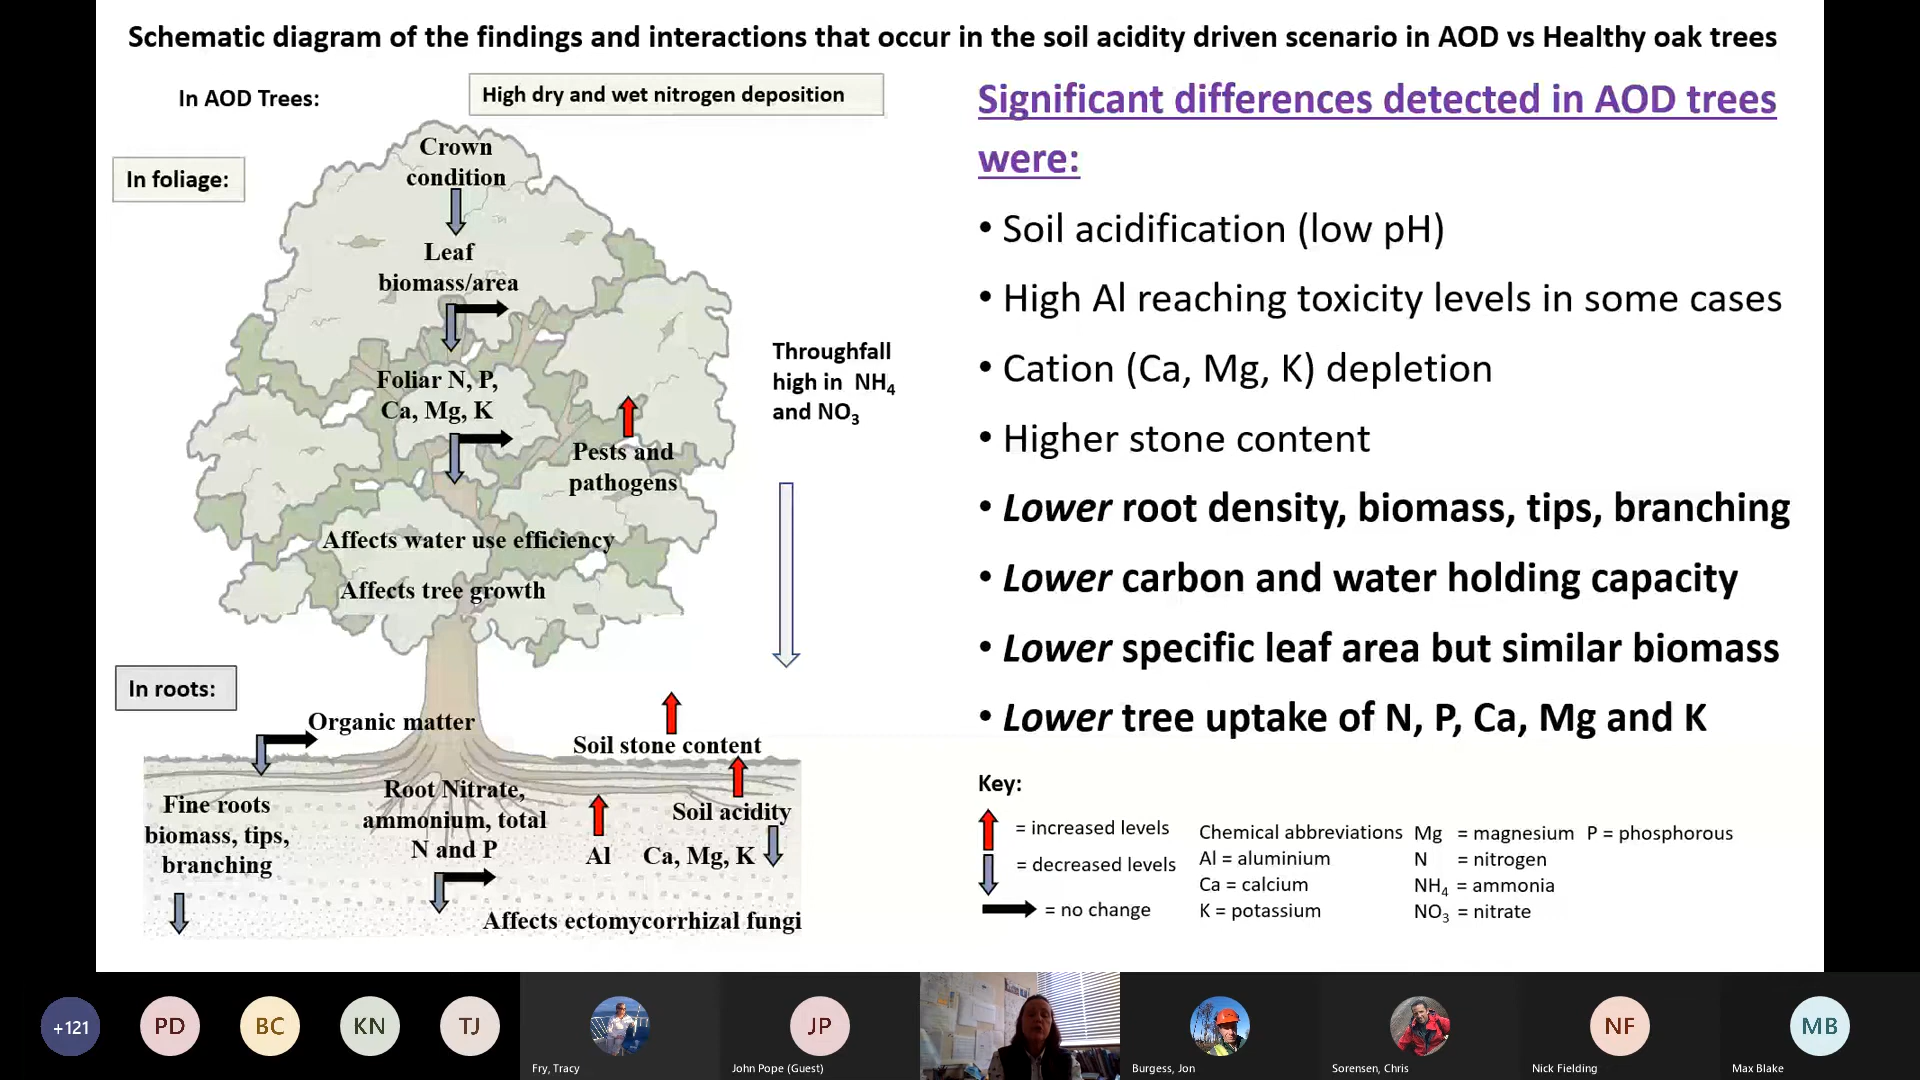 Schematic diagram of the findings and interactions that occur in the soil acidity driven scenario in AOD vs Healthy oak trees
In AOD Trees:
High dry and wet nitrogen deposition
In foliage:
Crown
condition
Leaf
biomass/area
Foliar N, P,
Ca, Mg, K
Pests and
pathogens
Affects water use efficiency
Affects tree growth
Throughfall
high in NH4
and NO3
In roots:
Organic matter
Soil stone content
Fine roots
biomass, tips,
branching
Root Nitrate,
ammonium, total
N and P
Al
Soil acidity
Ca, Mg, K
Affects ectomycorrhizal fungi
Significant differences detected in AOD trees
were:
• Soil acidification (low pH)
• High Al reaching toxicity levels in some cases
• Cation (Ca, Mg, K) depletion
• Higher stone content
• Lower root density, biomass, tips, branching
• Lower carbon and water holding capacity
• Lower specific leaf area but similar biomass
• Lower tree uptake of N, P, Ca, Mg and K
Key:
= increased levels
= decreased levels
= no change
Chemical abbreviations
Al = aluminium
Ca = calcium
K = potassium
Mg = magnesium P = phosphorous
N = nitrogen
NH4 = ammonia
NO3 = nitrate
+121
PD
BC
KN
TJ
Fry, Tracy
JP
John Pope (Guest)
Burgess, Jon
Sorensen, Chris
NF
Nick Fielding
MB
Max Blake